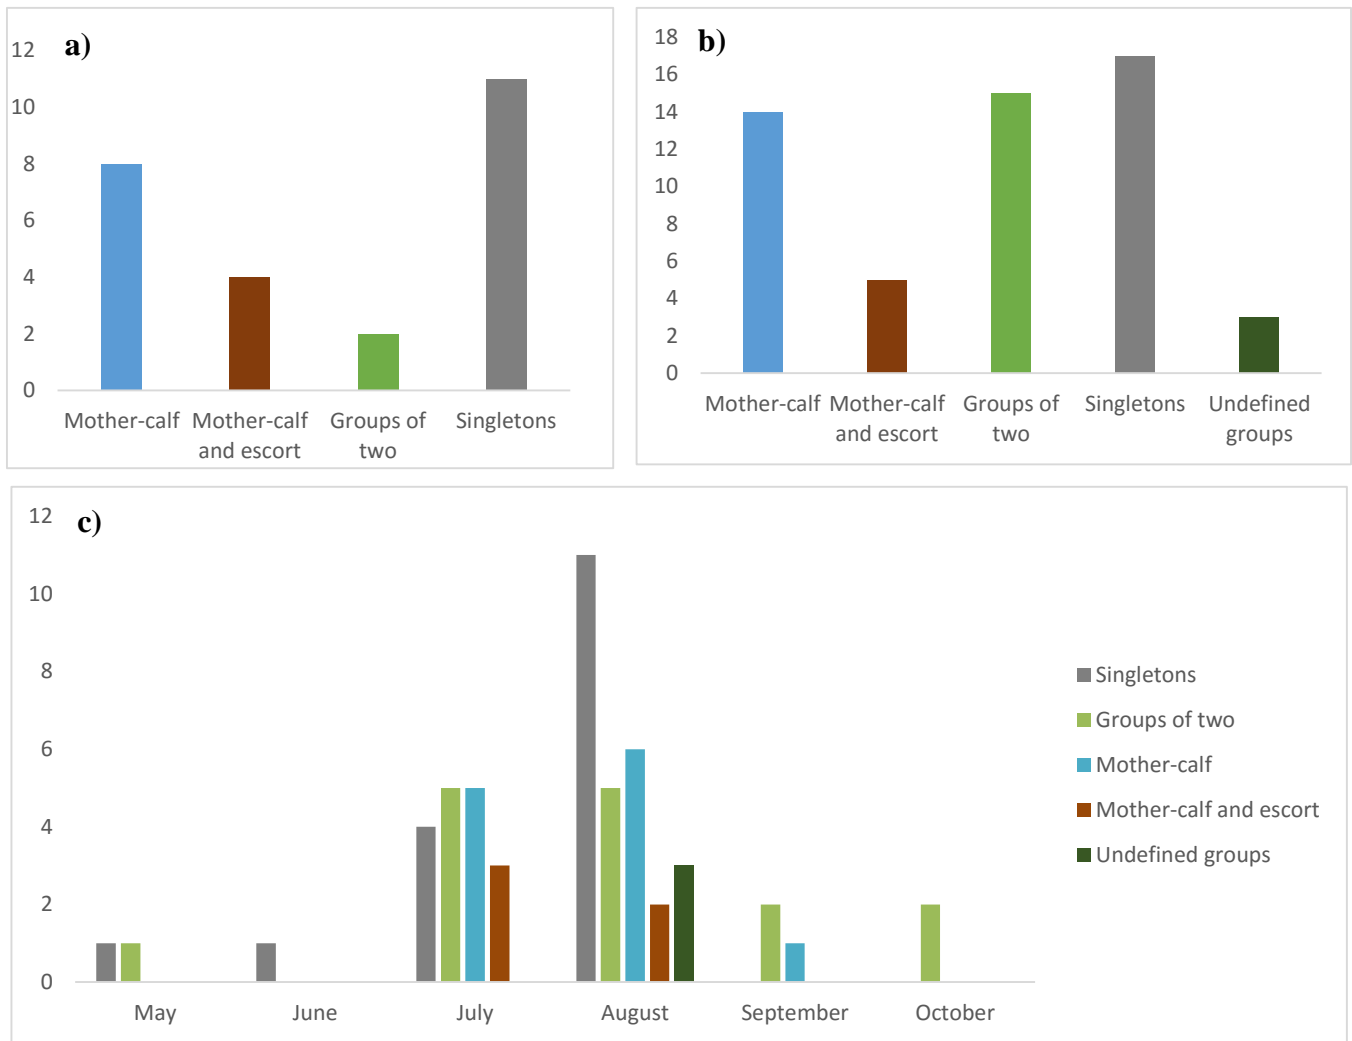 a)
12
10
8
6
4
2
0
Mother-calf
Mother-calf
and escort
Groups of
two
Singletons
b)
18
16
14
12
10
8
6
4
2
0
Mother-calf
Mother-calf
and escort
Groups of
two
Singletons
Undefined
groups
c)
12
10
8
6
4
2
0
May
June
July
August
September
October
Singletons
Groups of two
Mother-calf
Mother-calf and escort
Undefined groups